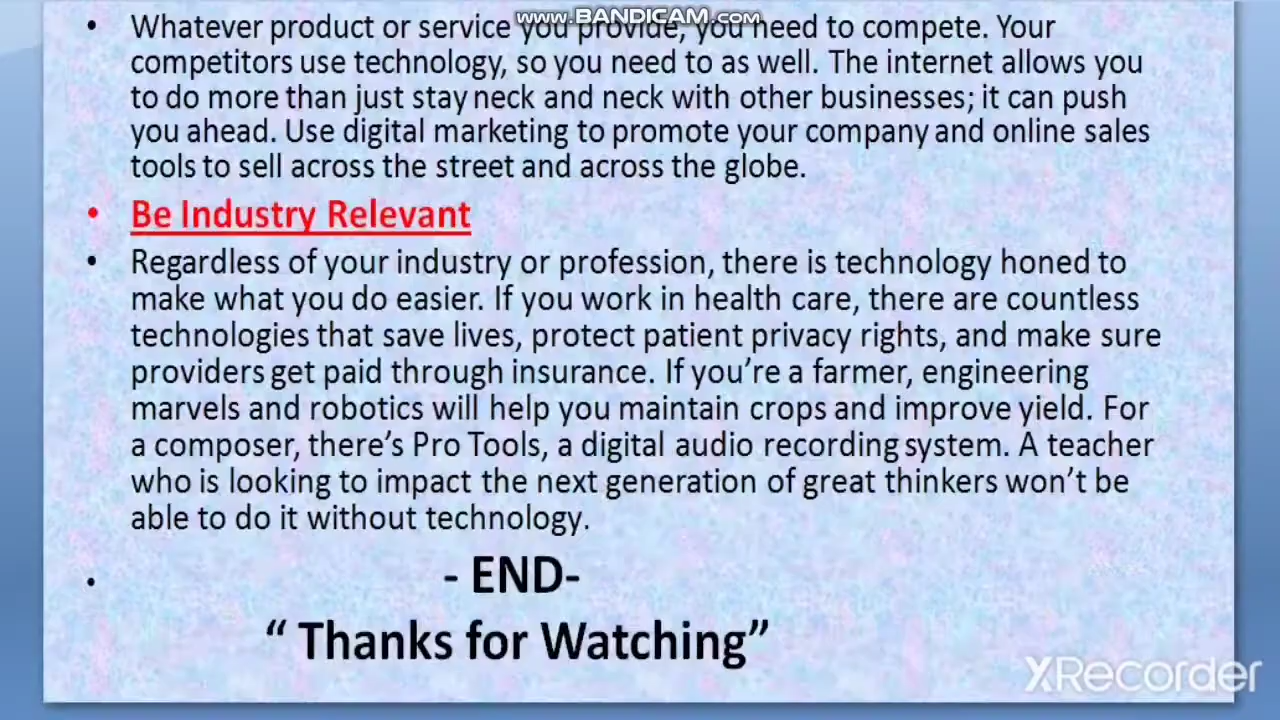 www.BANDICAM.com
• Whatever product or service you provide, you need to compete. Your
competitors use technology, so you need to as well. The internet allows you
to do more than just stay neck and neck with other businesses; it can push
you ahead. Use digital marketing to promote your company and online sales
tools to sell across the street and across the globe.
• Be Industry Relevant
• Regardless of your industry or profession, there is technology honed to
make what you do easier. If you work in health care, there are countless
technologies that save lives, protect patient privacy rights, and make sure
providers get paid through insurance. If you’re a farmer, engineering
marvels and robotics will help you maintain crops and improve yield. For
a composer, there’s Pro Tools, a digital audio recording system. A teacher
who is looking to impact the next generation of great thinkers won’t be
able to do it without technology.
• - END-
“ Thanks for Watching”
XRecorder